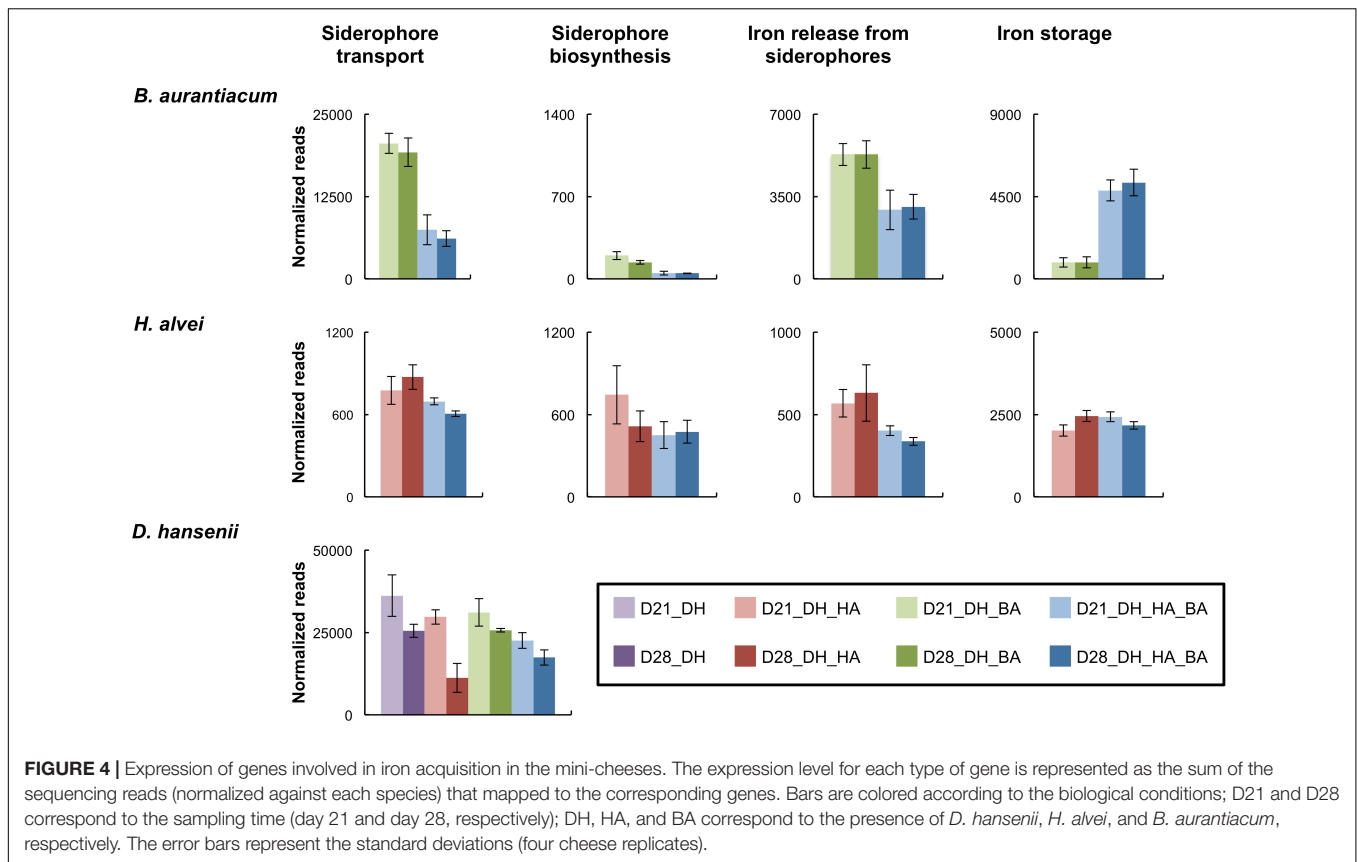 Siderophore transport
Siderophore biosynthesis
Iron release from siderophores
Iron storage
B. aurantiacum
Normalized reads
25000
12500
0
1400
700
0
7000
3500
0
9000
4500
0
H. alvei
Normalized reads
1200
600
0
1200
600
0
1000
500
0
5000
2500
0
D. hansenii
Normalized reads
50000
25000
0
D21_DH
D21_DH_HA
D21_DH_BA
D21_DH_HA_BA
D28_DH
D28_DH_HA
D28_DH_BA
D28_DH_HA_BA
FIGURE 4 | Expression of genes involved in iron acquisition in the mini-cheeses. The expression level for each type of gene is represented as the sum of the
sequencing reads (normalized against each species) that mapped to the corresponding genes. Bars are colored according to the biological conditions; D21 and D28
correspond to the sampling time (day 21 and day 28, respectively); DH, HA, and BA correspond to the presence of D. hansenii, H. alvei, and B. aurantiacum,
respectively. The error bars represent the standard deviations (four cheese replicates).